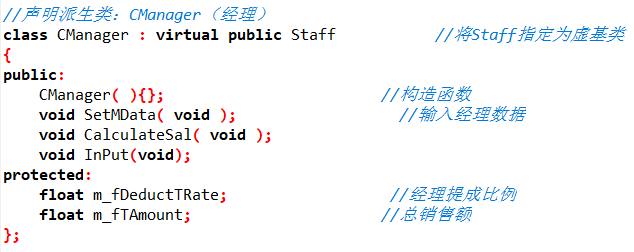 //声明派生类：CManager（经理）
class CManager : virtual public Staff //将Staff指定为虚基类
{
public:
CManager( ){}; //构造函数
void SetMData( void ); //输入经理数据
void CalculateSal( void );
void InPut(void);
protected:
float m_fDeductTRate; //经理提成比例
float m_fTAmount; //总销售额
};